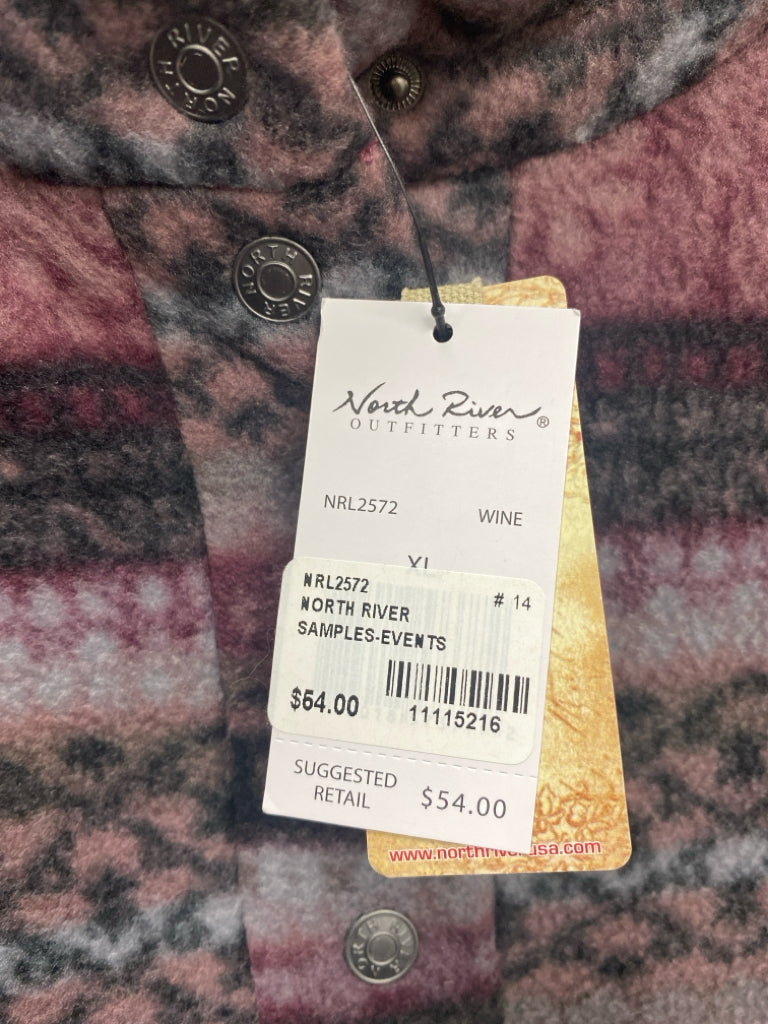 NORTH RIVER
NORTH RIVER
North River®
OUTFITTERS
NRL2572 WINE
XL
NRL2572 # 14
NORTH RIVER
SAMPLES-EVENTS
$54.00
11115216
SUGGESTED
RETAIL $54.00
www.northriverusa.com
NORTH RIVER